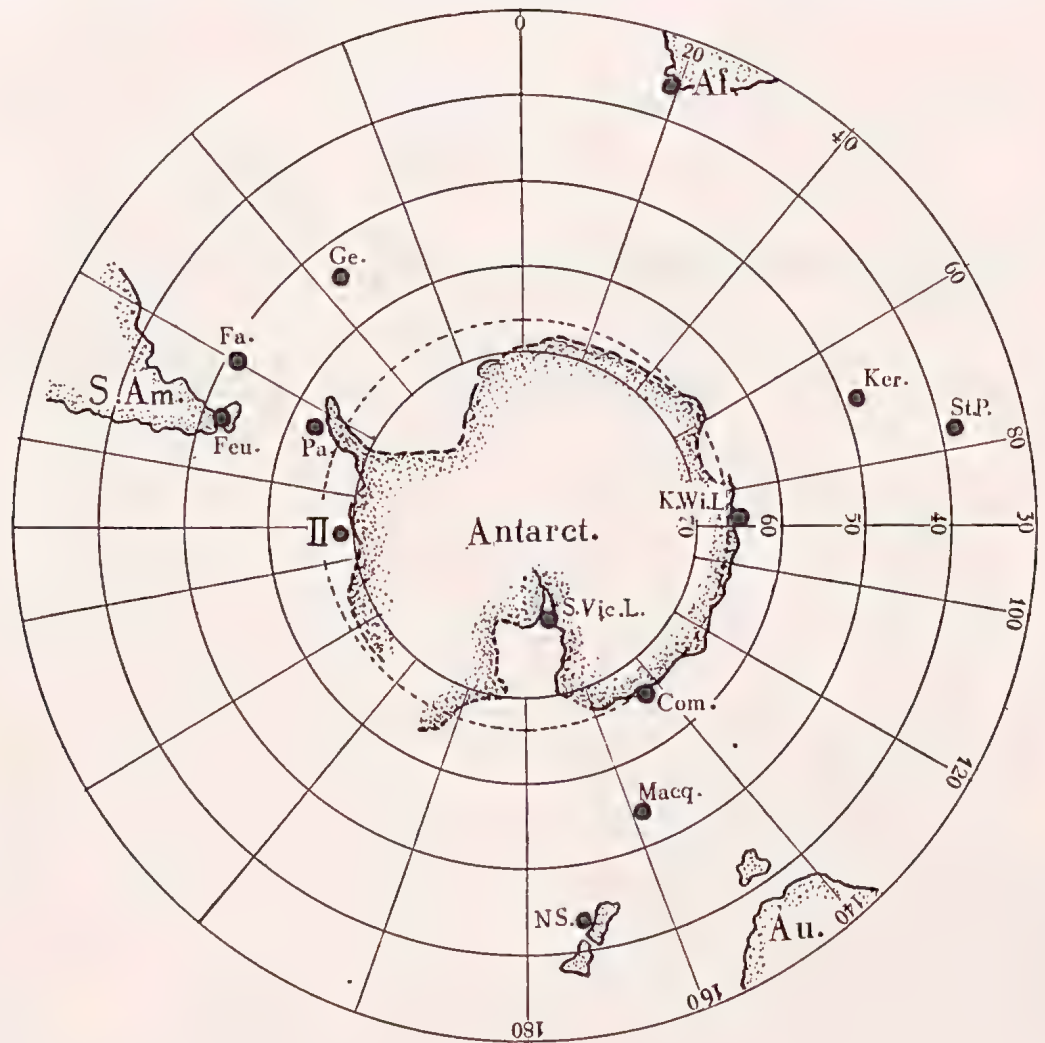 0
20
Af.
40
Ge.
60
Fa.
S. Am.
Ker.
St.P.
Feu.
Pa.
80
K.Wi.L.
II
Antarct.
70
60
50
40
30
S.Vic.L.
100
Com.
120
Macq.
NS.
Au.
140
160
180